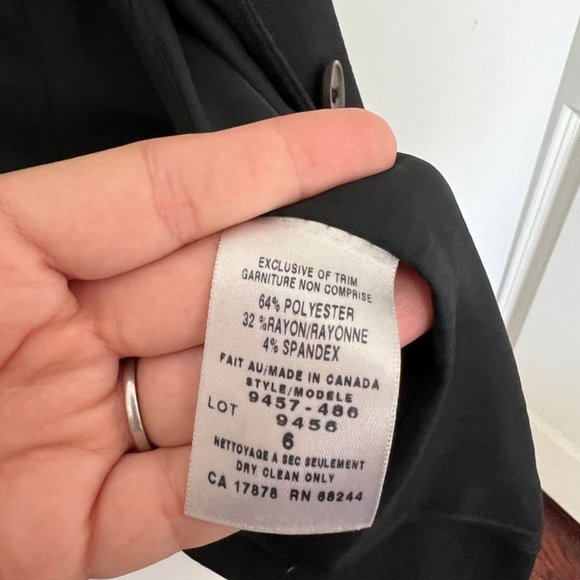 EXCLUSIVE OF TRIM
GARNITURE NON COMPRISE
64% POLYESTER
32 %RAYON/RAYONNE
4% SPANDEX
FAIT AU/MADE IN CANADA
STYLE/MODELE
9457-486
LOT 9456
6
NETTOYAGE A SEC SEULEMENT
DRY CLEAN ONLY
CA 17878 RN 68244